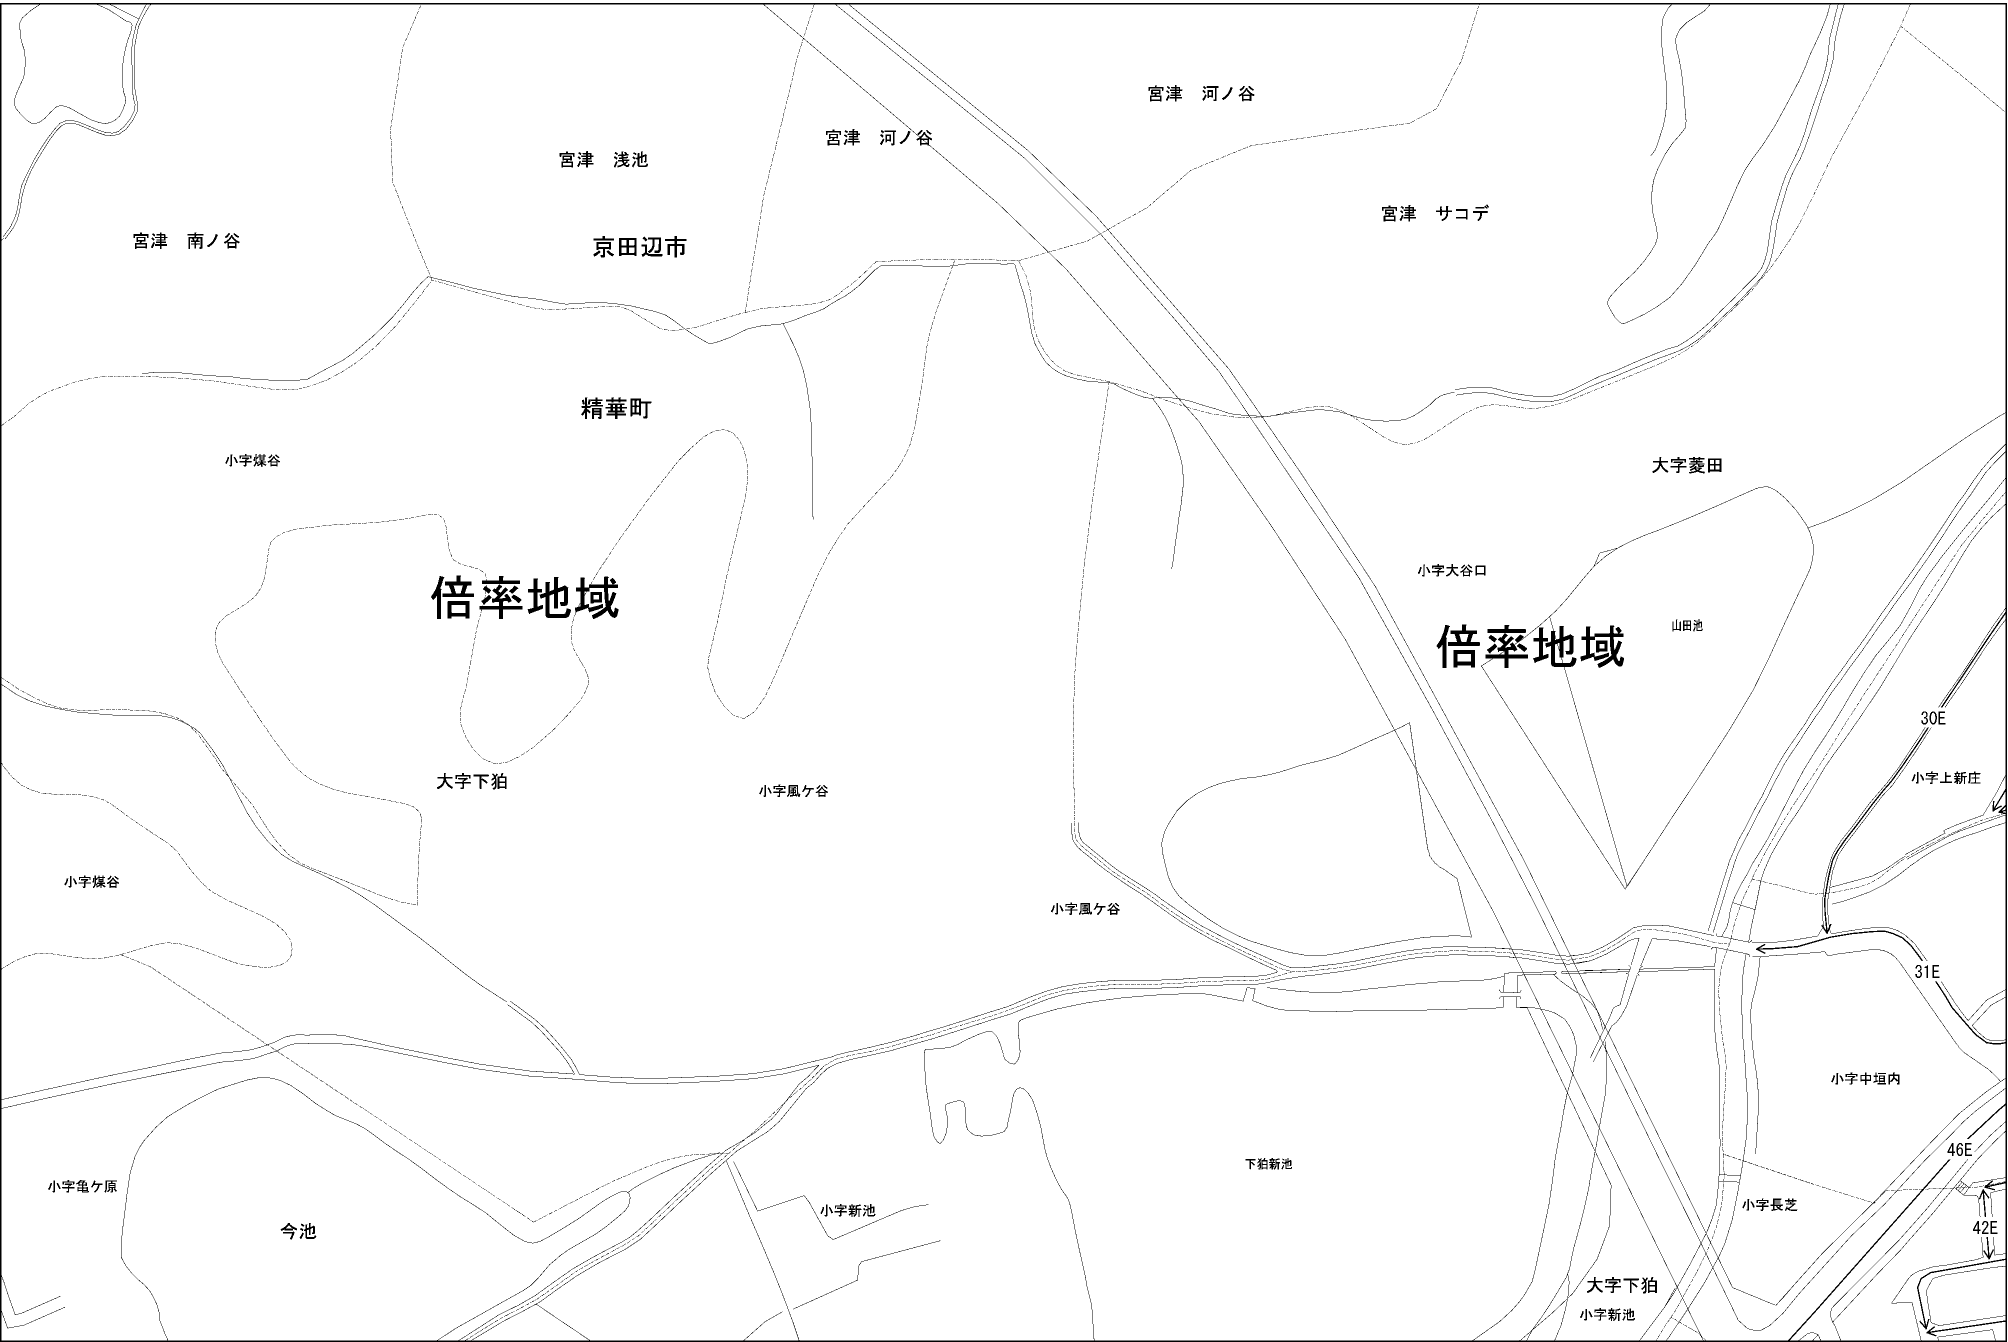 宮津　河ノ谷
宮津　河ノ谷
宮津　浅池
宮津　サコデ
宮津　南ノ谷
京田辺市
精華町
小字煤谷
大字菱田
小字大谷口
倍率地域
山田池
倍率地域
30E
小字上新庄
大字下狛
小字風ケ谷
小字煤谷
小字風ケ谷
31E
小字中垣内
46E
下狛新池
小字亀ケ原
小字長芝
小字新池
42E
今池
大字下狛
小字新池